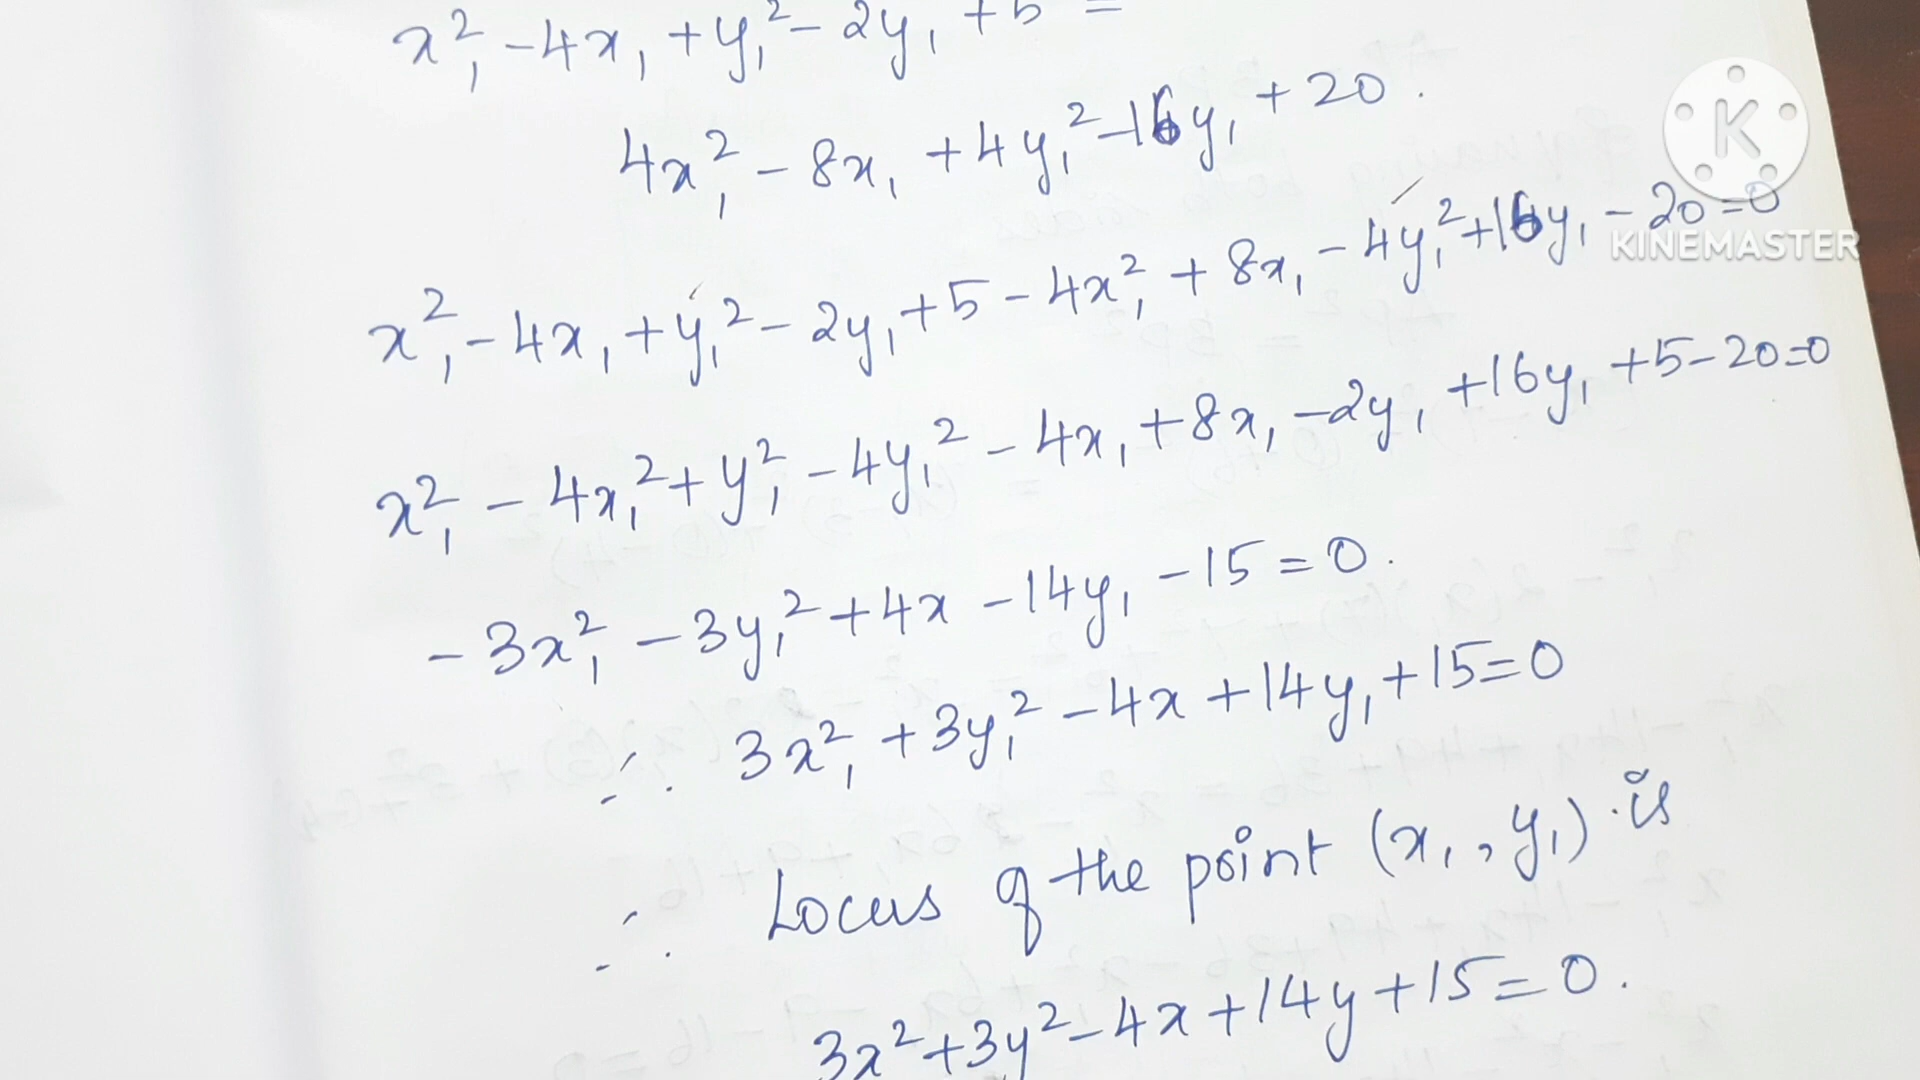 x₁² - 4x₁ + y₁² - 2y₁ + 5 =
4x₁² - 8x₁ + 4y₁² - 16y₁ + 20.
x₁² - 4x₁ + y₁² - 2y₁ + 5 - 4x₁² + 8x₁ - 4y₁² + 16y₁ - 20 = 0
x₁² - 4x₁² + y₁² - 4y₁² - 4x₁ + 8x₁ - 2y₁ + 16y₁ + 5 - 20 = 0
- 3x₁² - 3y₁² + 4x - 14y₁ - 15 = 0.
∴ 3x₁² + 3y₁² - 4x + 14y₁ + 15 = 0
∴ Locus of the point (x₁, y₁) is
3x² + 3y² - 4x + 14y + 15 = 0.
K
KINEMASTER